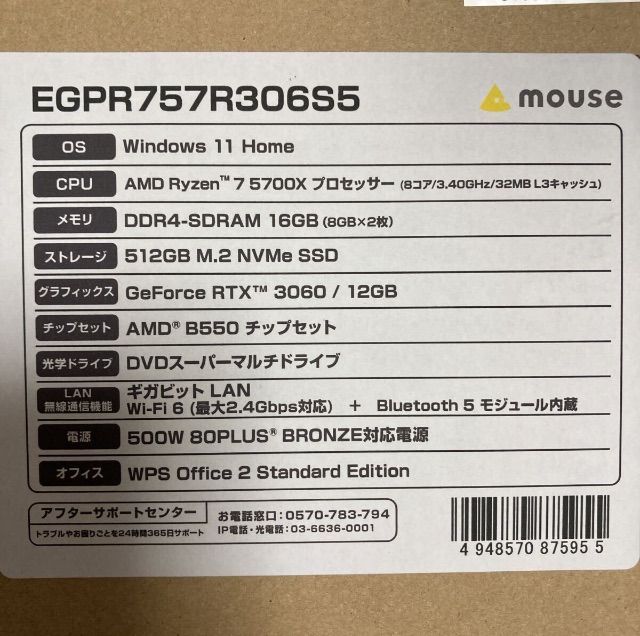 EGPR757R306S5
mouse
OS Windows 11 Home
CPU AMD Ryzen™ 7 5700X プロセッサー (8コア/3.40GHz/32MB L3キャッシュ)
メモリ DDR4-SDRAM 16GB (8GB×2枚)
ストレージ 512GB M.2 NVMe SSD
グラフィックス GeForce RTX™ 3060 / 12GB
チップセット AMD® B550 チップセット
光学ドライブ DVDスーパーマルチドライブ
LAN ギガビット LAN
無線通信機能 Wi-Fi 6 (最大2.4Gbps対応) + Bluetooth 5 モジュール内蔵
電源 500W 80PLUS® BRONZE対応電源
オフィス WPS Office 2 Standard Edition
アフターサポートセンター
トラブルやお困りごとを24時間365日サポート
お電話窓口:0570-783-794
IP電話・光電話:03-6636-0001
4 948570 875955